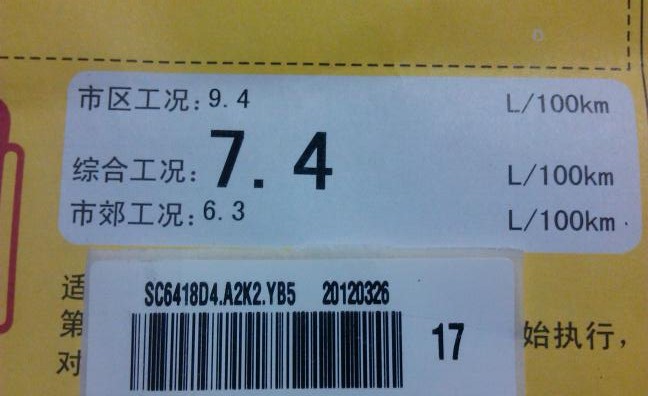 市区工况：9.4 L/100km
综合工况：7.4 L/100km
市郊工况：6.3 L/100km
适
SC6418D4.A2K2.YB5 20120326
第
17
始执行，
对